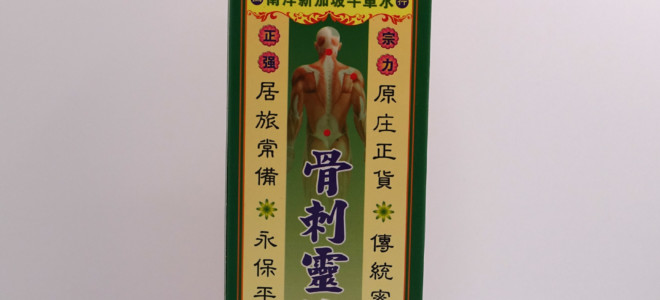 南洋新加坡牛車水
正宗
强力
原庄正貨
傳統
骨刺靈
居旅常備
永保平